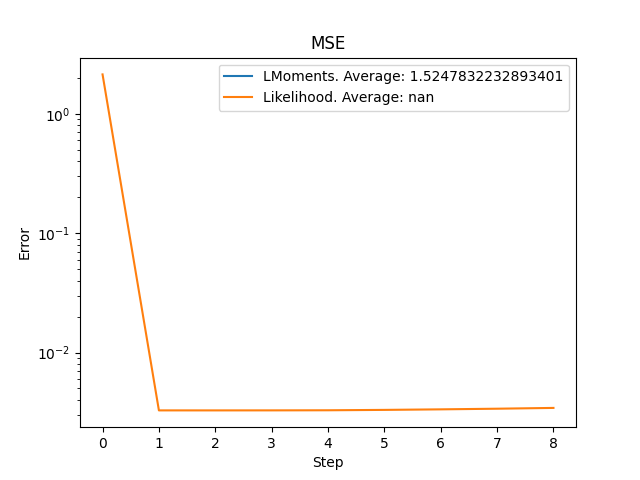 MSE
LMoments. Average: 1.5247832232893401
Likelihood. Average: nan
Error
10⁰
10⁻¹
10⁻²
0 1 2 3 4 5 6 7 8
Step